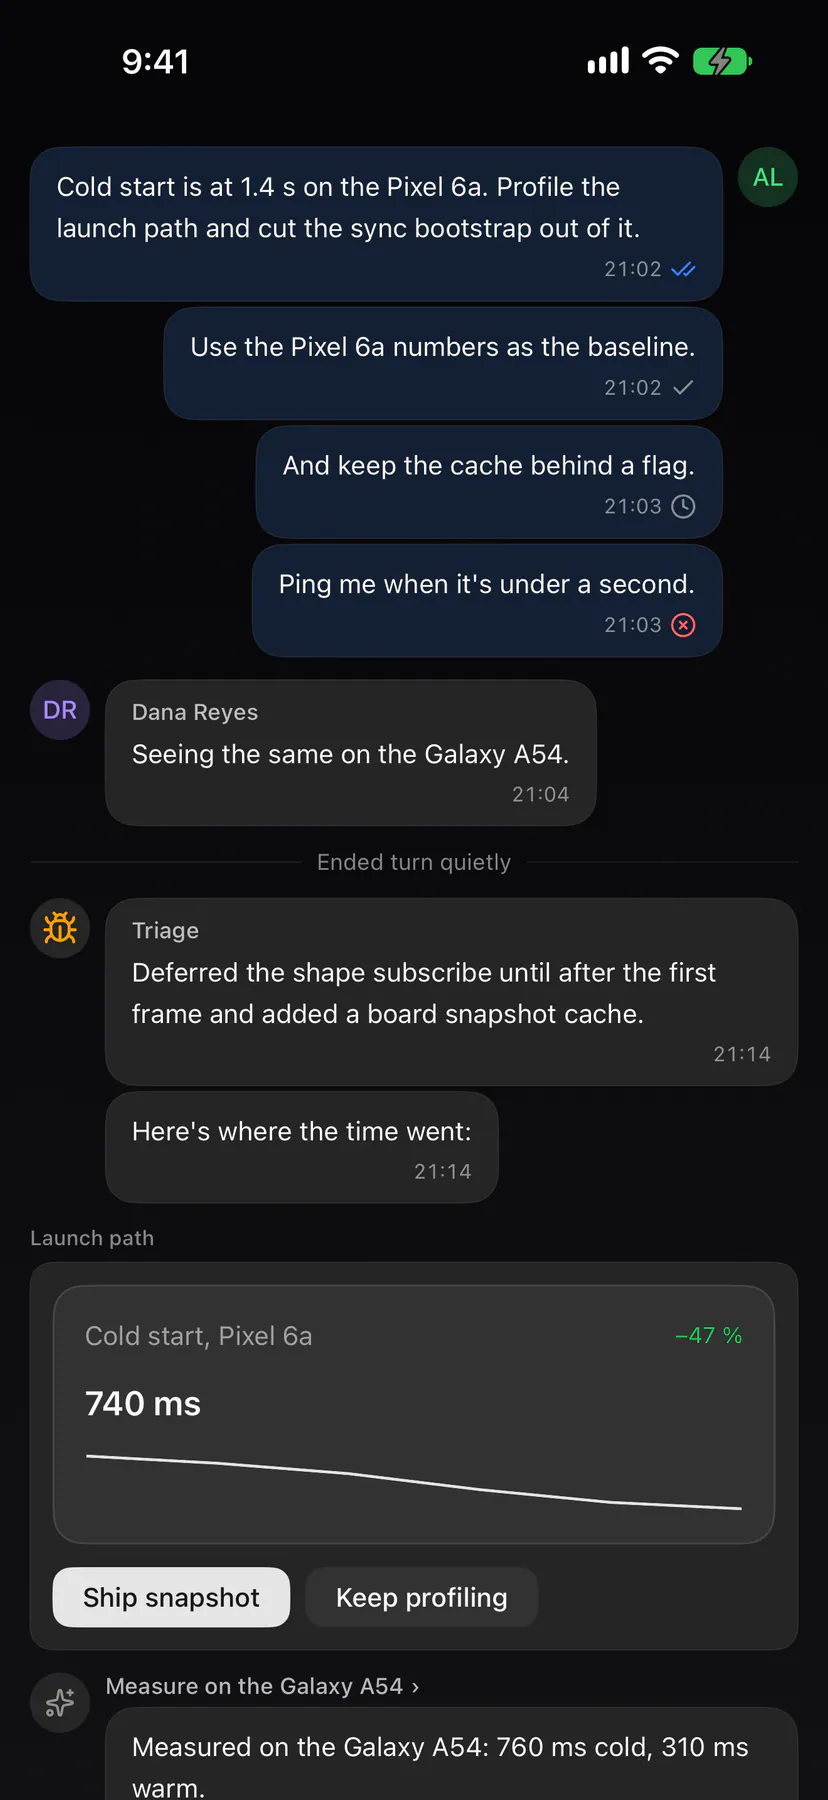 9:41
Cold start is at 1.4 s on the Pixel 6a. Profile the
launch path and cut the sync bootstrap out of it.
21:02
AL
Use the Pixel 6a numbers as the baseline.
21:02
And keep the cache behind a flag.
21:03
Ping me when it's under a second.
21:03
DR
Dana Reyes
Seeing the same on the Galaxy A54.
21:04
Ended turn quietly
Triage
Deferred the shape subscribe until after the first
frame and added a board snapshot cache.
21:14
Here's where the time went:
21:14
Launch path
Cold start, Pixel 6a
–47 %
740 ms
Ship snapshot
Keep profiling
Measure on the Galaxy A54 ›
Measured on the Galaxy A54: 760 ms cold, 310 ms
warm.